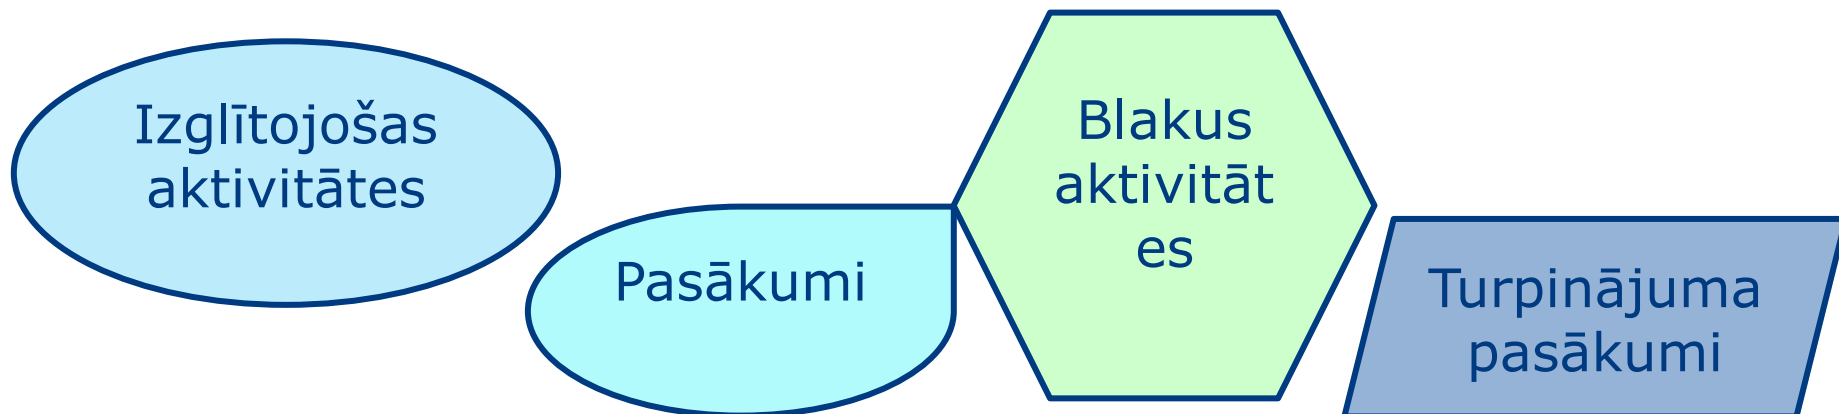 Izglītojošas
aktivitātes
Pasākumi
Blakus
aktivitāt
es
Turpinājuma
pasākumi